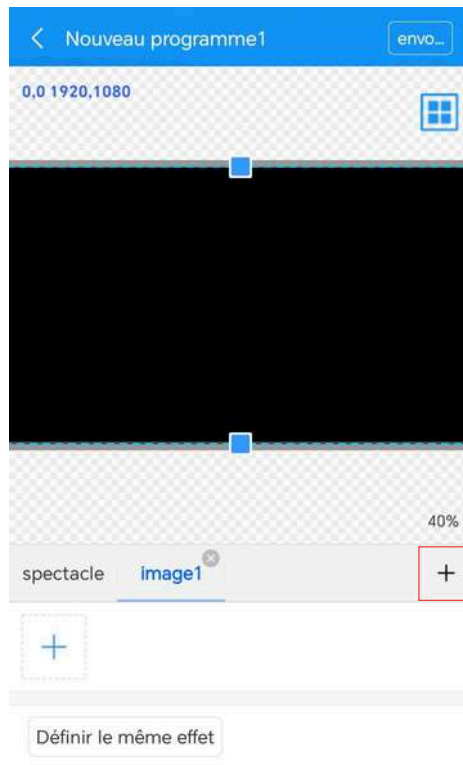 Nouveau programme1
envo...
0,0 1920,1080
40%
spectacle image1
Définir le même effet